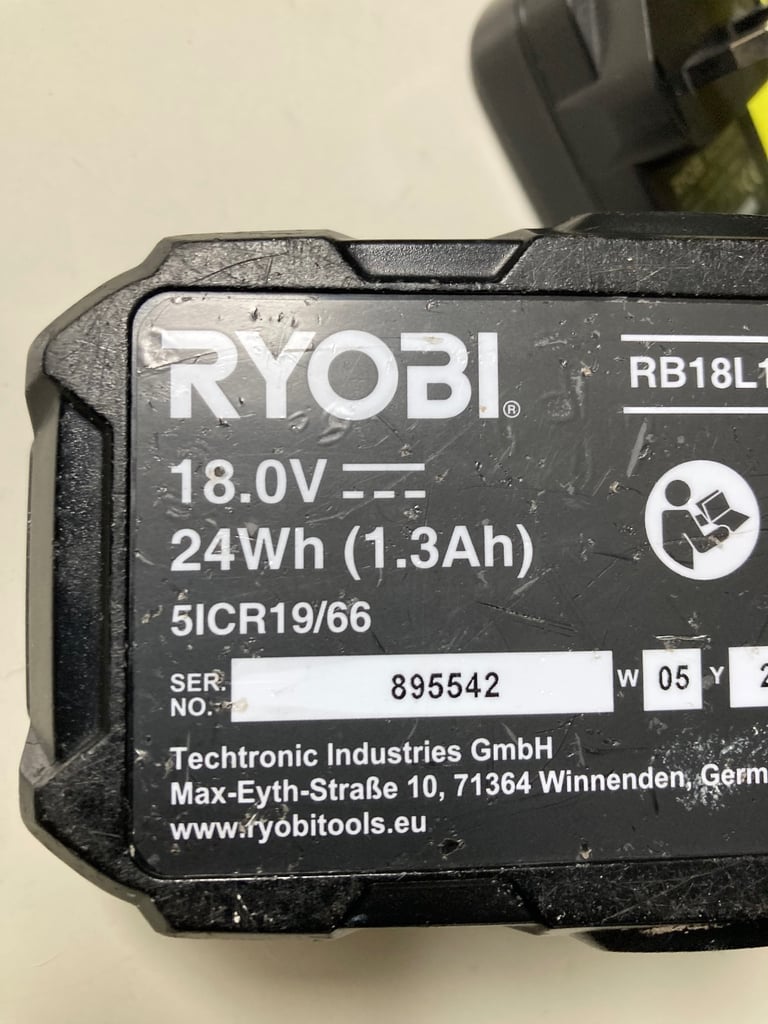 RYOBI®
RB18L1
18.0V
24Wh (1.3Ah)
5ICR19/66
SER. NO. 895542 W 05 Y 2
Techtronic Industries GmbH
Max-Eyth-Straße 10, 71364 Winnenden, Germ
www.ryobitools.eu